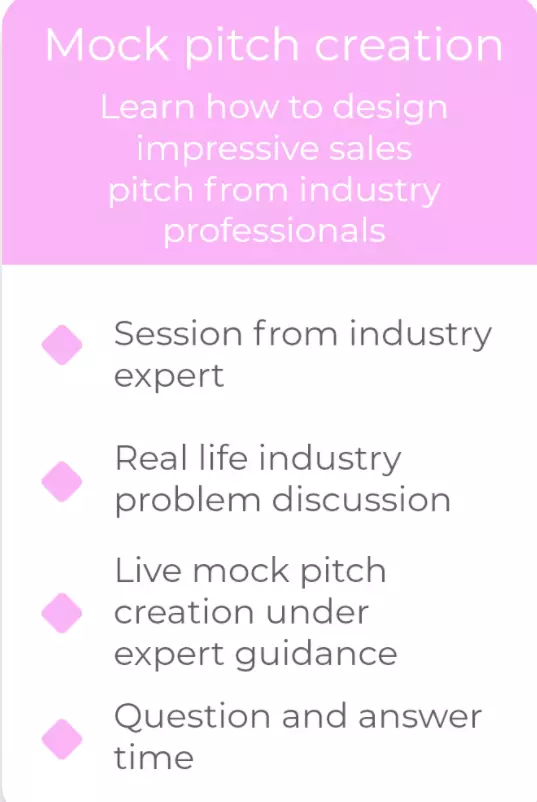 Mock pitch creation
Learn how to design
impressive sales
pitch from industry
professionals
Session from industry
expert
Real life industry
problem discussion
Live mock pitch
creation under
expert guidance
Question and answer
time